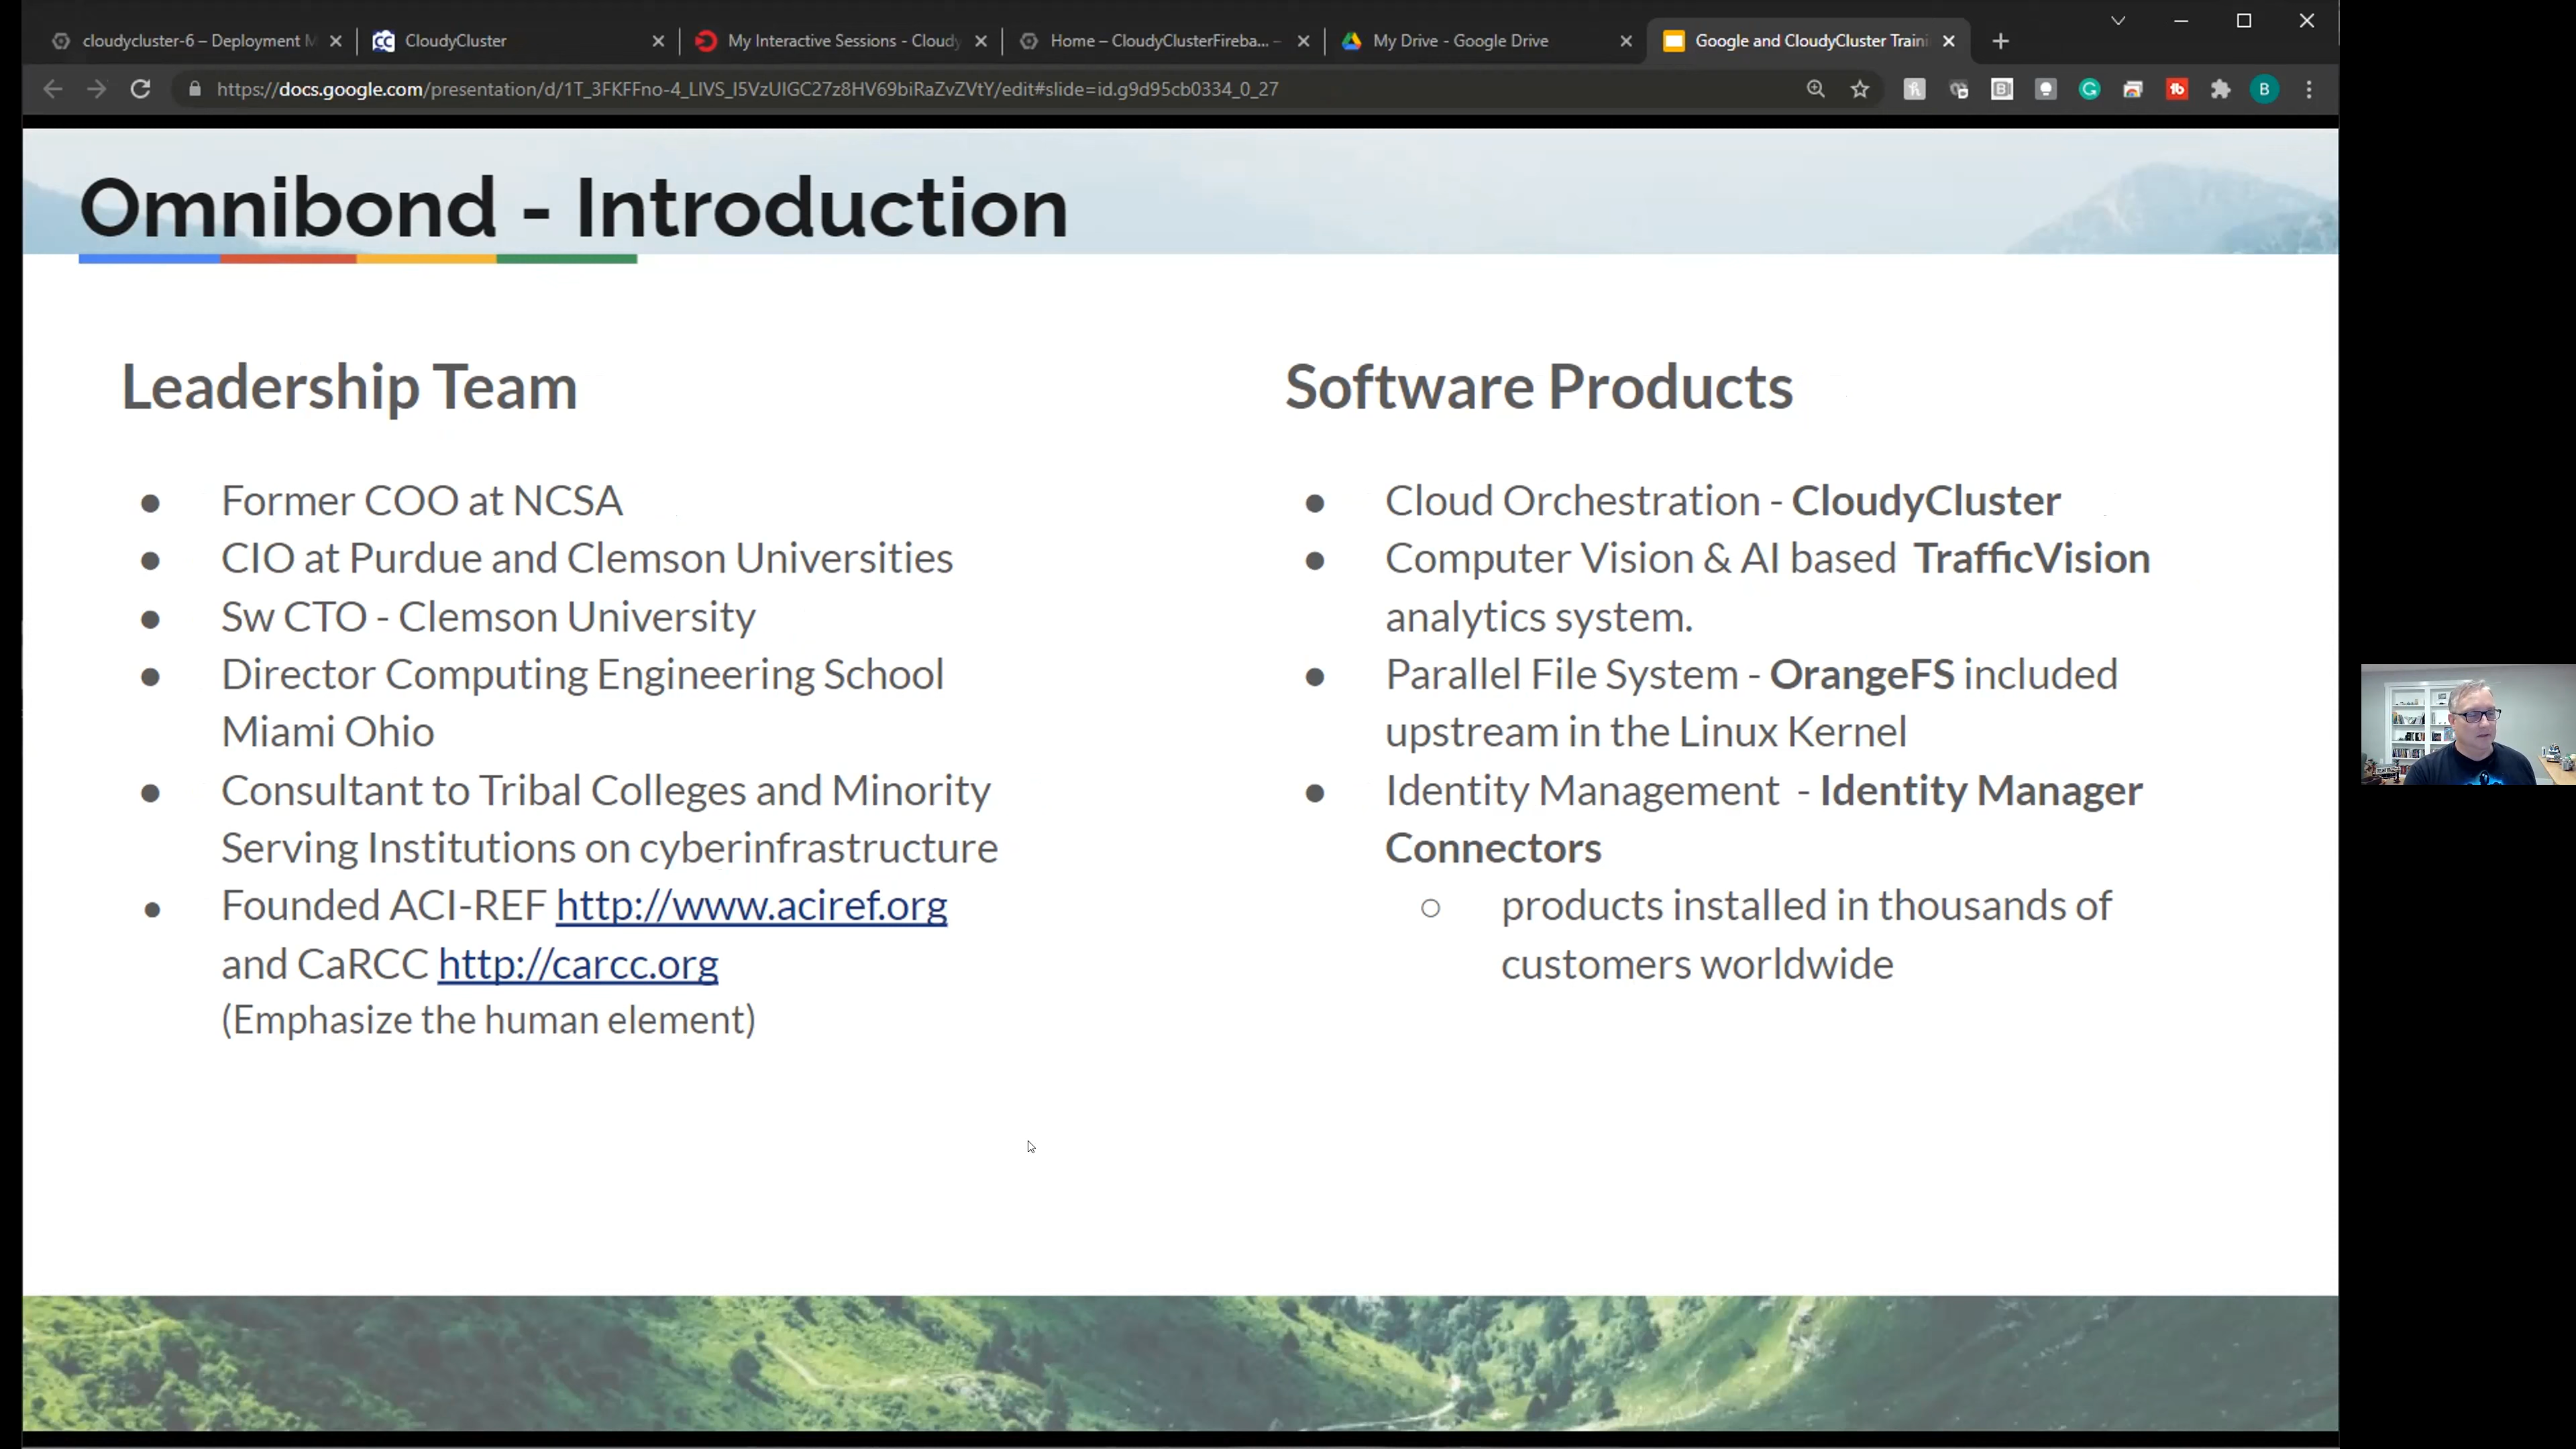 cloudycluster-6 – Deployment M
CloudyCluster
My Interactive Sessions - Cloudy
Home – CloudyClusterFireba... –
My Drive - Google Drive
Google and CloudyCluster Traini
https://docs.google.com/presentation/d/1T_3FKFFno-4_LIVS_I5VzUIGC27z8HV69biRaZvZVtY/edit#slide=id.g9d95cb0334_0_27
Omnibond - Introduction
Leadership Team
● Former COO at NCSA
● CIO at Purdue and Clemson Universities
● Sw CTO - Clemson University
● Director Computing Engineering School
Miami Ohio
● Consultant to Tribal Colleges and Minority
Serving Institutions on cyberinfrastructure
● Founded ACI-REF http://www.aciref.org
and CaRCC http://carcc.org
(Emphasize the human element)
Software Products
● Cloud Orchestration - CloudyCluster
● Computer Vision & AI based TrafficVision
analytics system.
● Parallel File System - OrangeFS included
upstream in the Linux Kernel
● Identity Management - Identity Manager
Connectors
○ products installed in thousands of
customers worldwide